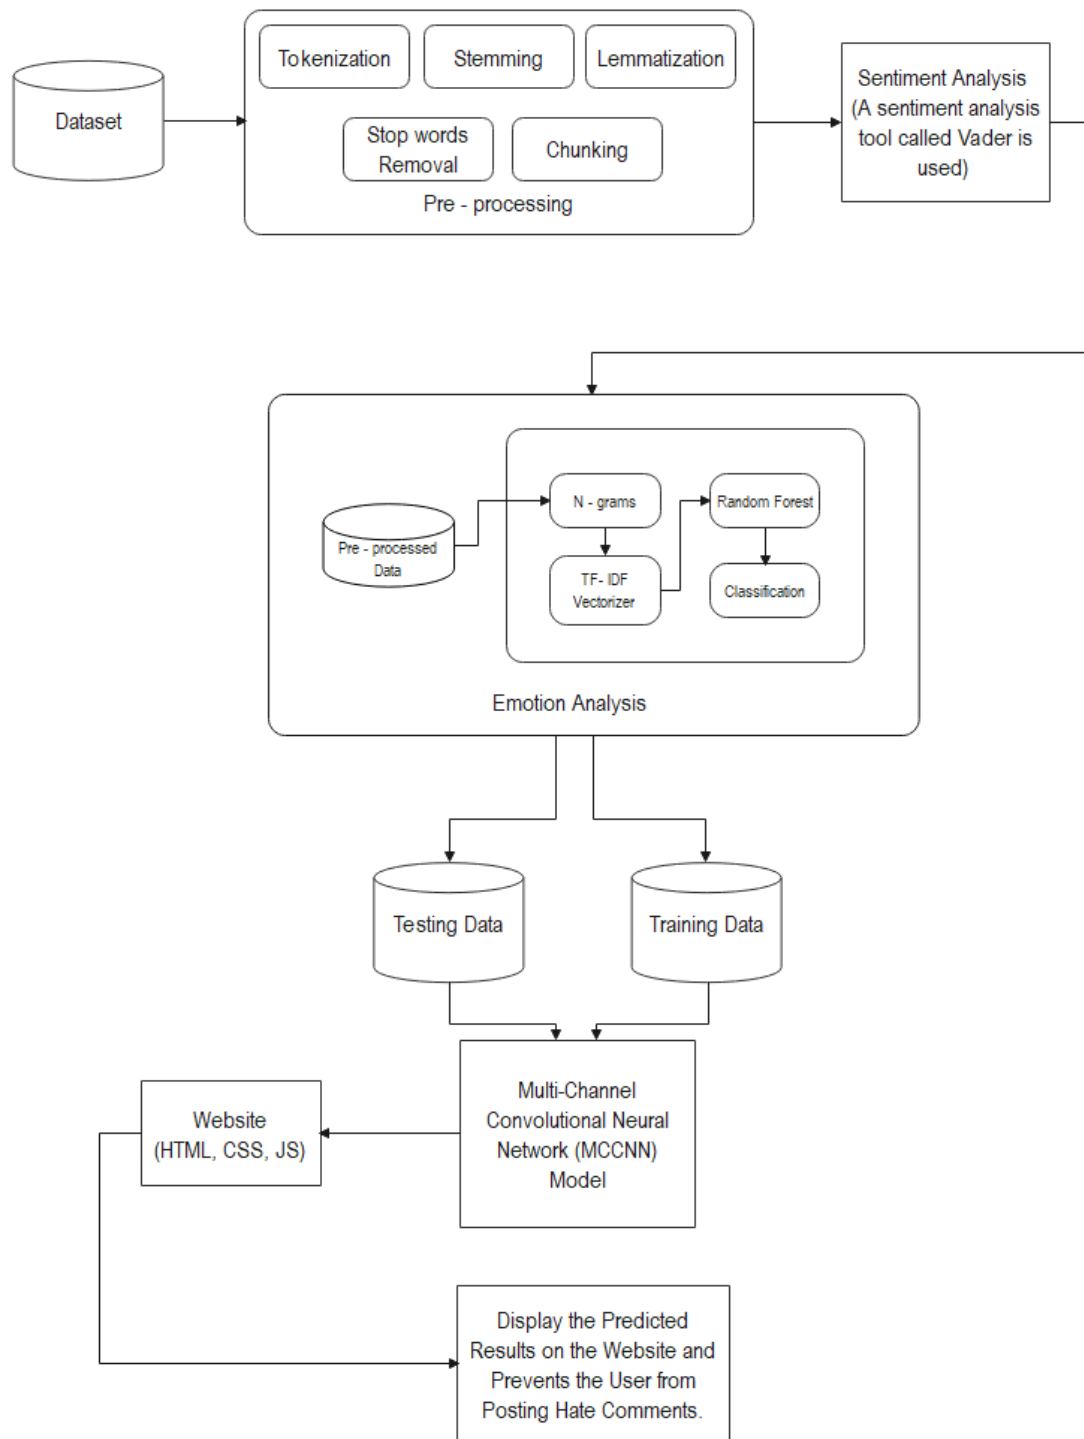 Dataset
Tokenization
Stemming
Lemmatization
Stop words
Removal
Chunking
Pre - processing
Sentiment Analysis
(A sentiment analysis
tool called Vader is
used)
Pre - processed
Data
N - grams
TF- IDF
Vectorizer
Random Forest
Classification
Emotion Analysis
Testing Data
Training Data
Multi-Channel
Convolutional Neural
Network (MCCNN)
Model
Website
(HTML, CSS, JS)
Display the Predicted
Results on the Website and
Prevents the User from
Posting Hate Comments.